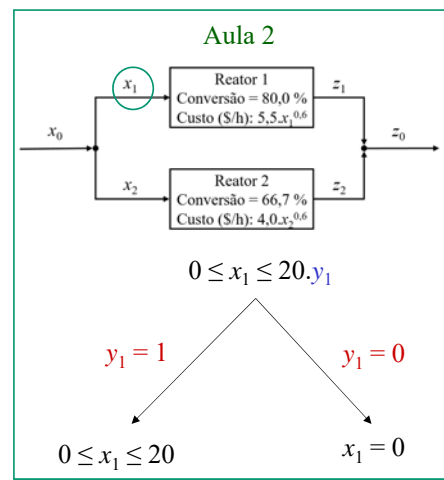 Aula 2
x₁
Reator 1
Conversão = 80,0 %
Custo ($/h): 5,5.x₁^0,6
z₁
x₀
z₀
x₂
Reator 2
Conversão = 66,7 %
Custo ($/h): 4,0.x₂^0,6
z₂
0 ≤ x₁ ≤ 20.y₁
y₁ = 1
y₁ = 0
0 ≤ x₁ ≤ 20
x₁ = 0